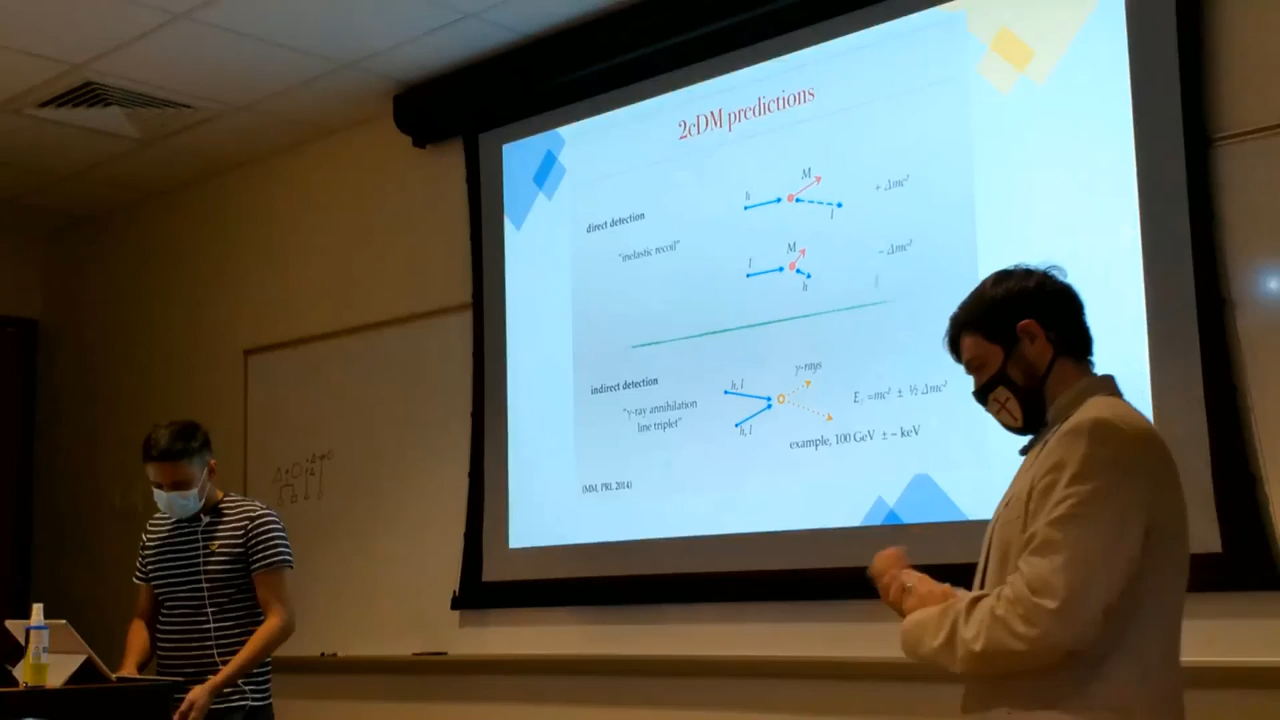 2cDM predictions
M
h
+ Δmc²
l
direct detection
"inelastic recoil"
M
l
− Δmc²
h
γ-rays
indirect detection
h, l
E = mc² ± ½ Δmc²
"γ-ray annihilation
line triplet"
h, l
example, 100 GeV ± ~ keV
(MM, PRL 2014)